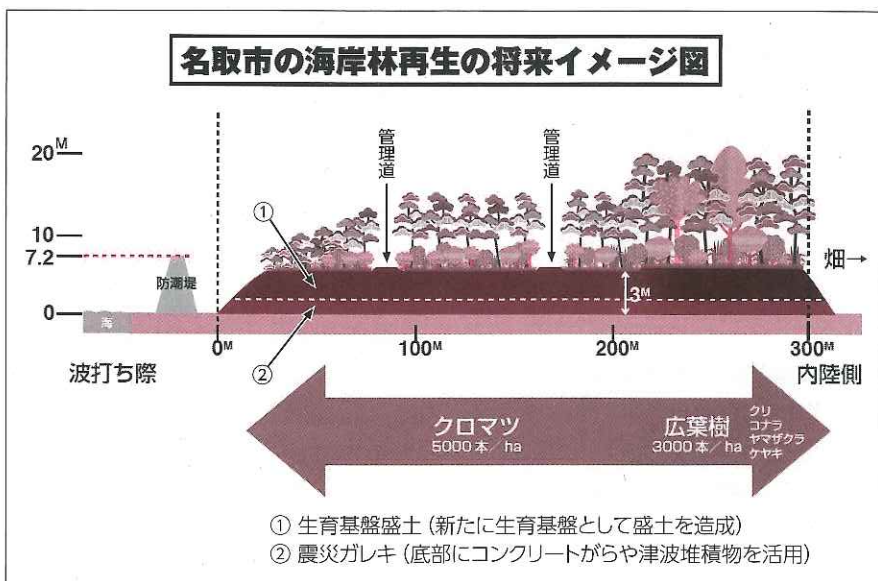 名取市の海岸林再生の将来イメージ図
20M
10
7.2
0
防潮堤
海
管理道
管理道
①
②
3M
畑→
0M
100M
200M
300M
波打ち際
内陸側
クロマツ
5000本/ha
広葉樹
3000本/ha
クリ
コナラ
ヤマザクラ
ケヤキ
① 生育基盤盛土(新たに生育基盤として盛土を造成)
② 震災ガレキ(底部にコンクリートがらや津波堆積物を活用)